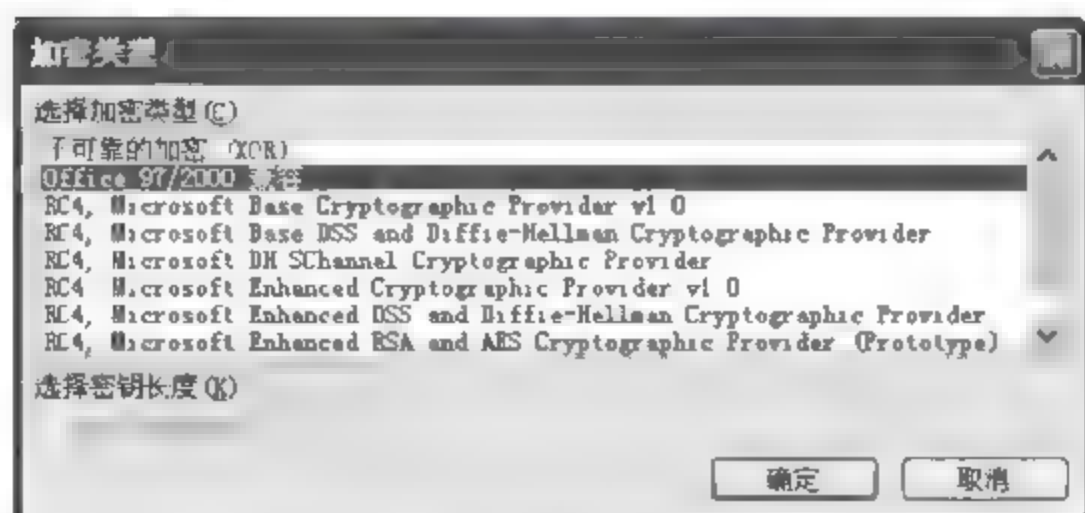 加密类型
选择加密类型(C)
不可靠的加密 (XOR)
Office 97/2000 兼容
RC4, Microsoft Base Cryptographic Provider v1 0
RC4, Microsoft Base DSS and Diffie-Hellman Cryptographic Provider
RC4, Microsoft DH SChannel Cryptographic Provider
RC4 Microsoft Enhanced Cryptographic Provider v1 0
RC4, Microsoft Enhanced DSS and Diffie-Hellman Cryptographic Provider
RC4, Microsoft Enhanced RSA and AES Cryptographic Provider (Prototype)
选择密钥长度(K)
确定 取消